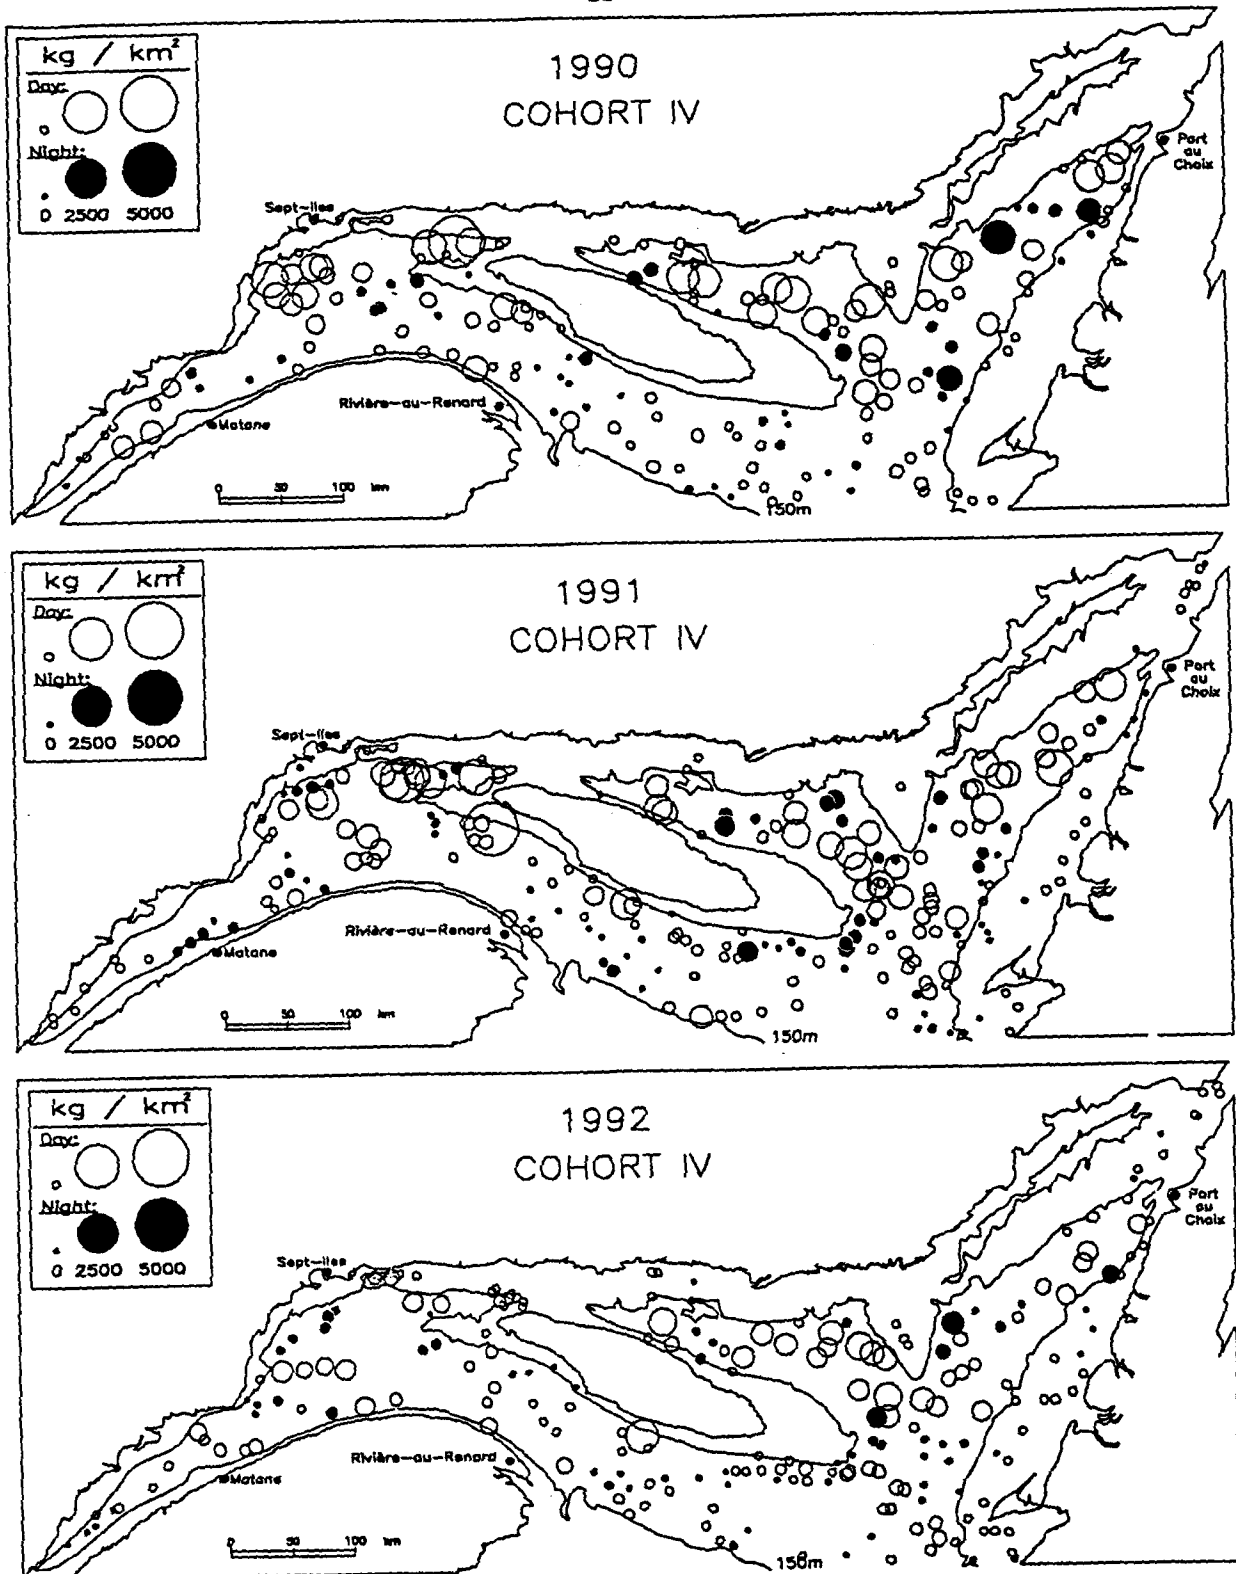 kg / km²
Day:
Night:
0 2500 5000
1990
COHORT IV
Sept-Iles
Port
au
Choix
Rivière-au-Renard
Matane
0 50 100 km
150m
kg / km²
Day:
Night:
0 2500 5000
1991
COHORT IV
Sept-Iles
Port
au
Choix
Rivière-au-Renard
Matane
0 50 100 km
150m
kg / km²
Day:
Night:
0 2500 5000
1992
COHORT IV
Sept-Iles
Port
au
Choix
Rivière-au-Renard
Matane
0 50 100 km
150m